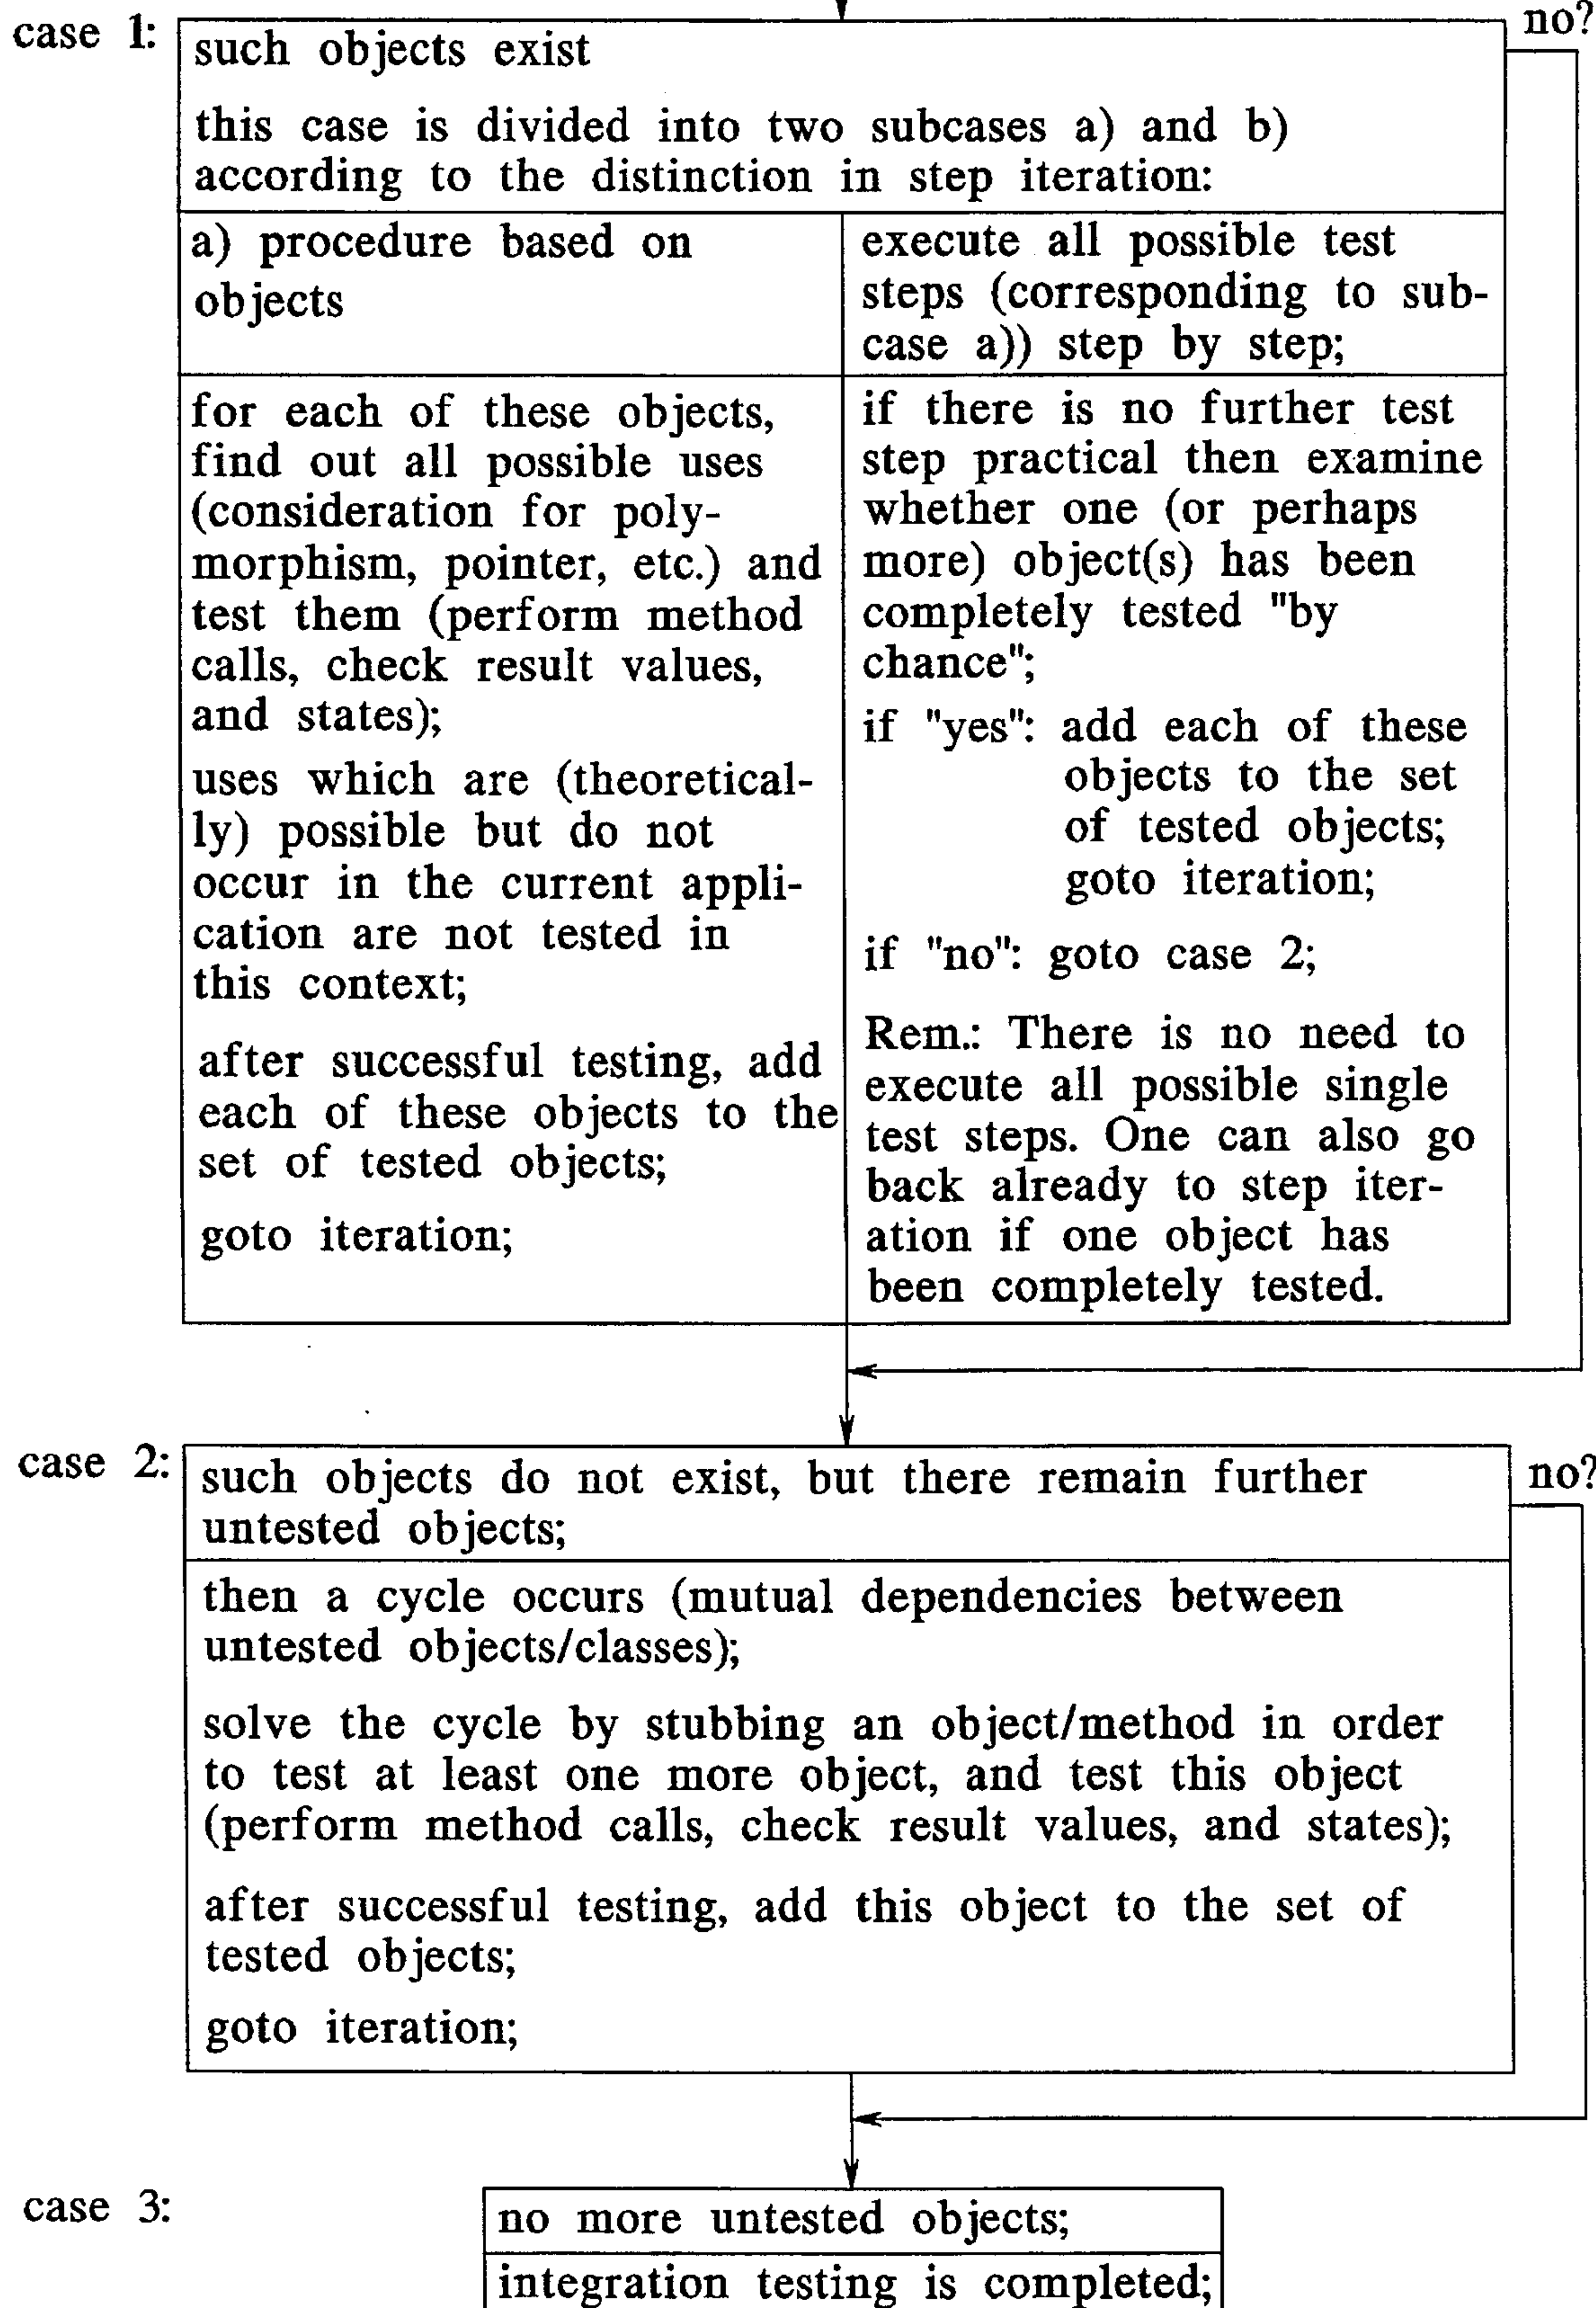 case 1:
no?
such objects exist
this case is divided into two subcases a) and b)
according to the distinction in step iteration:
a) procedure based on
objects
execute all possible test
steps (corresponding to sub-
case a)) step by step;
for each of these objects,
find out all possible uses
(consideration for poly-
morphism, pointer, etc.) and
test them (perform method
calls, check result values,
and states);
uses which are (theoretical-
ly) possible but do not
occur in the current appli-
cation are not tested in
this context;
after successful testing, add
each of these objects to the
set of tested objects;
goto iteration;
if there is no further test
step practical then examine
whether one (or perhaps
more) object(s) has been
completely tested "by
chance";
if "yes": add each of these
objects to the set
of tested objects;
goto iteration;
if "no": goto case 2;
Rem.: There is no need to
execute all possible single
test steps. One can also go
back already to step iter-
ation if one object has
been completely tested.
case 2:
no?
such objects do not exist, but there remain further
untested objects;
then a cycle occurs (mutual dependencies between
untested objects/classes);
solve the cycle by stubbing an object/method in order
to test at least one more object, and test this object
(perform method calls, check result values, and states);
after successful testing, add this object to the set of
tested objects;
goto iteration;
case 3:
no more untested objects;
integration testing is completed;